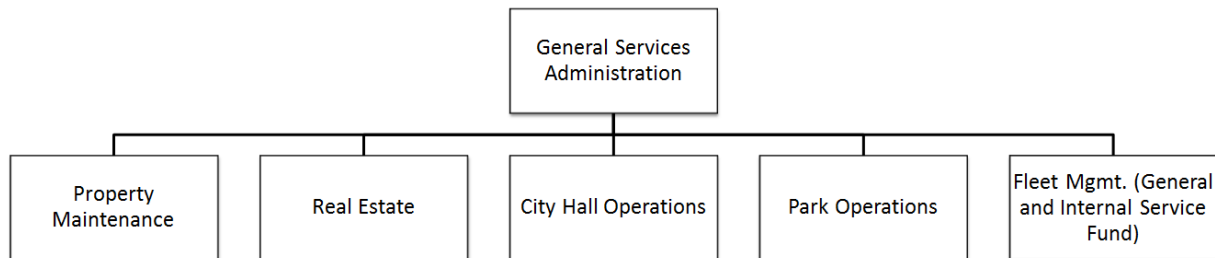 General Services
Administration
Property
Maintenance
Real Estate
City Hall Operations
Park Operations
Fleet Mgmt. (General
and Internal Service
Fund)